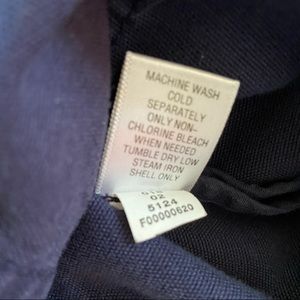 MACHINE WASH
COLD
SEPARATELY
ONLY NON-
CHLORINE BLEACH
WHEN NEEDED
TUMBLE DRY LOW
STEAM IRON
SHELL ONLY
02
5124
F00000620